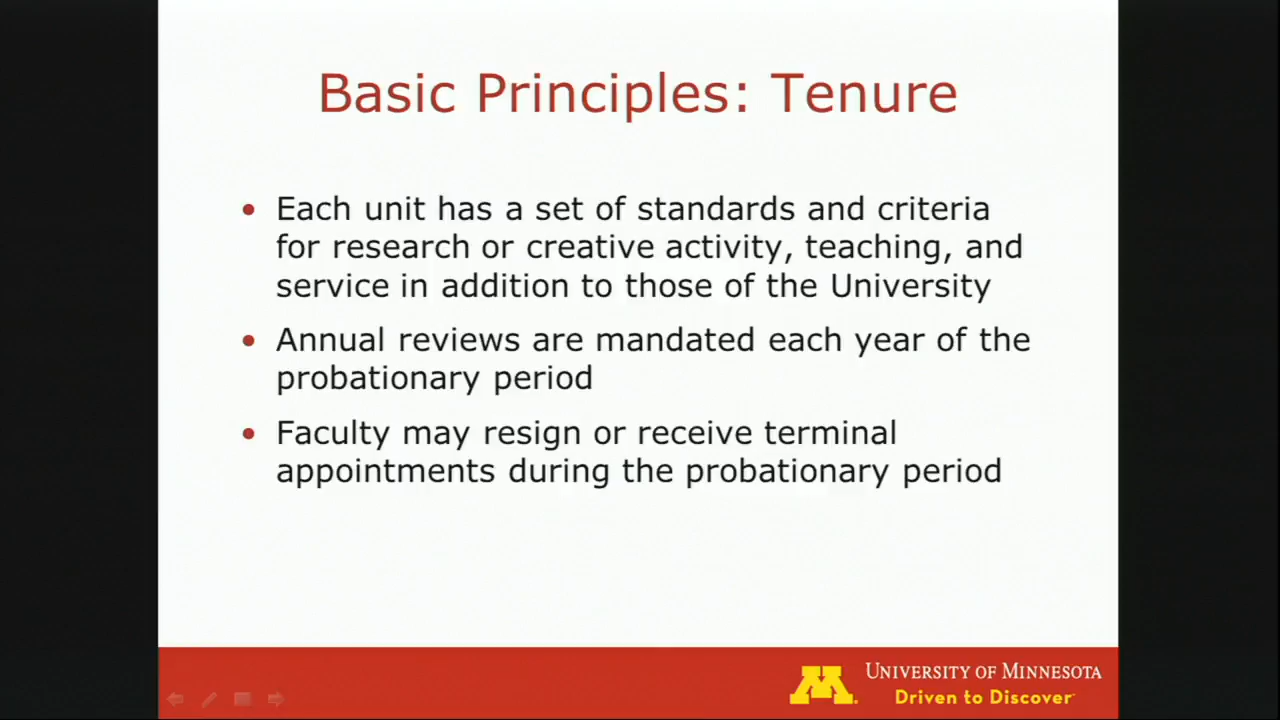 Basic Principles: Tenure
• Each unit has a set of standards and criteria
for research or creative activity, teaching, and
service in addition to those of the University
• Annual reviews are mandated each year of the
probationary period
• Faculty may resign or receive terminal
appointments during the probationary period
M
UNIVERSITY OF MINNESOTA
Driven to Discover